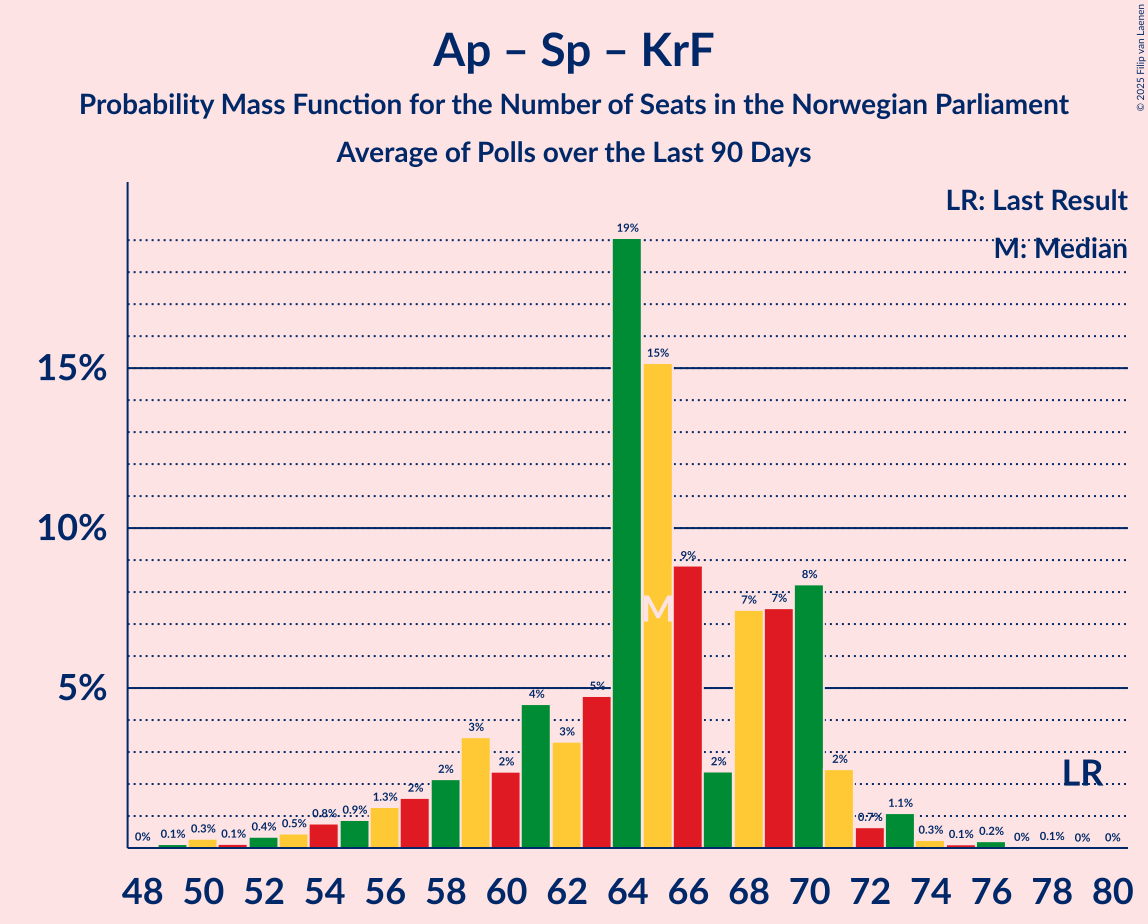 Ap – Sp – KrF
Probability Mass Function for the Number of Seats in the Norwegian Parliament
Average of Polls over the Last 90 Days
© 2025 Filip van Laenen
LR: Last Result
M: Median
15%
10%
5%
0% 0.1% 0.3% 0.1% 0.4% 0.5% 0.8% 0.9% 1.3% 2% 2% 3% 2% 4% 3% 5% 19% 15% 9% 2% 7% 7% 8% 2% 0.7% 1.1% 0.3% 0.1% 0.2% 0% 0.1% 0% 0%
M
LR
48 50 52 54 56 58 60 62 64 66 68 70 72 74 76 78 80